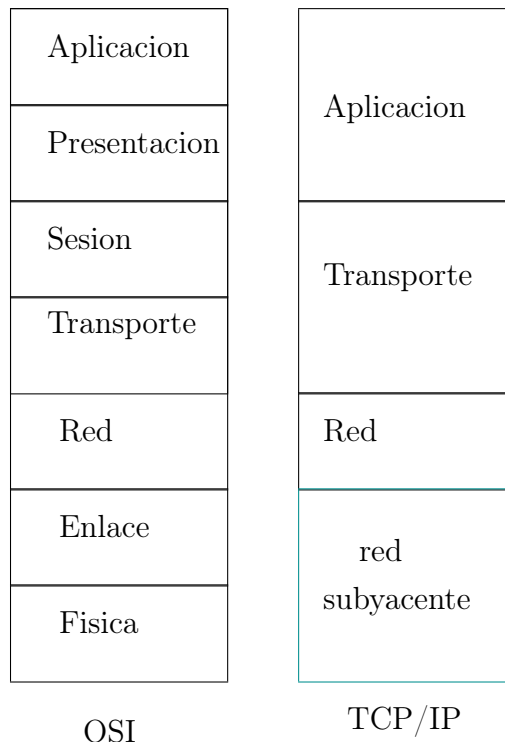 Aplicacion
Presentacion
Sesion
Transporte
Red
Enlace
Fisica
OSI
Aplicacion
Transporte
Red
red
subyacente
TCP/IP